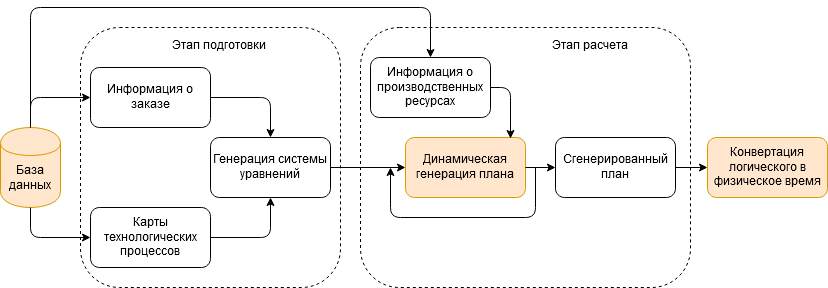 Этап подготовки
Этап расчета
Информация о
заказе
Информация о
производственных
ресурсах
База
данных
Генерация системы
уравнений
Динамическая
генерация плана
Сгенерированный
план
Конвертация
логического в
физическое время
Карты
технологических
процессов